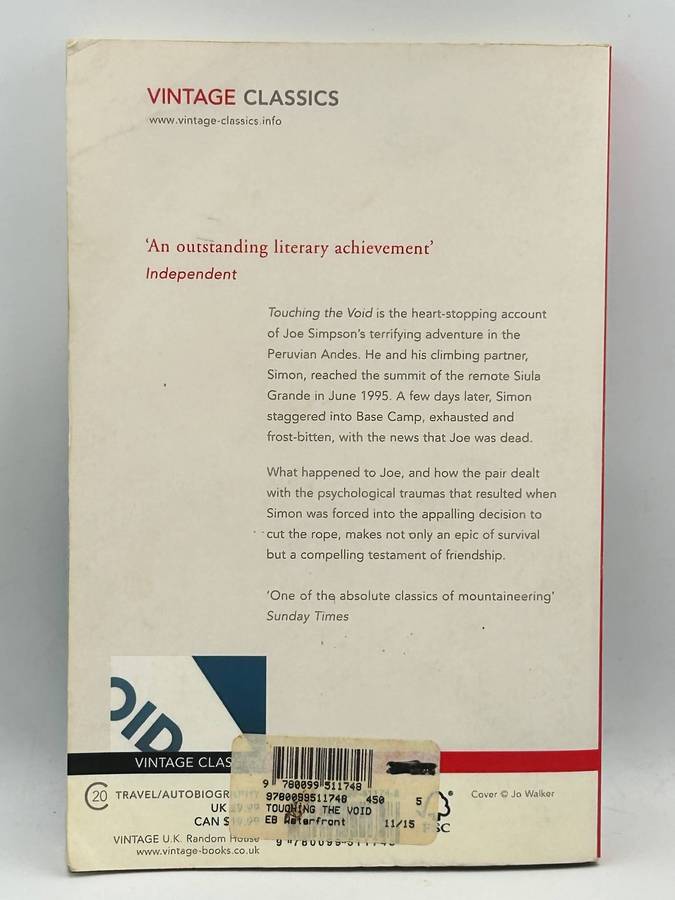 VINTAGE CLASSICS
www.vintage-classics.info
'An outstanding literary achievement'
Independent
Touching the Void is the heart-stopping account
of Joe Simpson's terrifying adventure in the
Peruvian Andes. He and his climbing partner,
Simon, reached the summit of the remote Siula
Grande in June 1995. A few days later, Simon
staggered into Base Camp, exhausted and
frost-bitten, with the news that Joe was dead.
What happened to Joe, and how the pair dealt
with the psychological traumas that resulted when
Simon was forced into the appalling decision to
cut the rope, makes not only an epic of survival
but a compelling testament of friendship.
'One of the absolute classics of mountaineering'
Sunday Times
OID
VINTAGE CLAS
9 780099 511748
9780099511748 450 5
TOUCHING THE VOID
EB Waterfront 11/15
20 TRAVEL/AUTOBIOGR
UK
CAN $
VINTAGE U.K. Random House
www.vintage-books.co.uk
FSC
Cover © Jo Walker